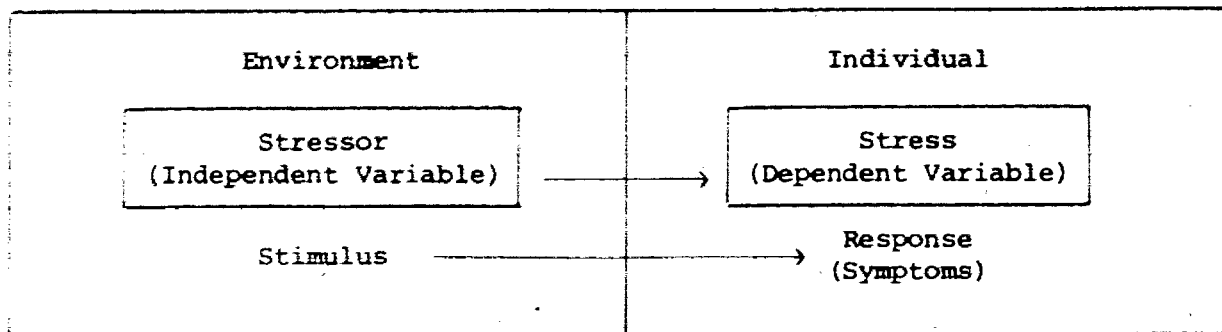 Environment
Individual
Stressor
(Independent Variable)
Stress
(Dependent Variable)
Stimulus
Response
(Symptoms)